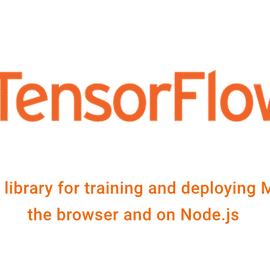 TensorFlow
library for training and deploying M
the browser and on Node.js